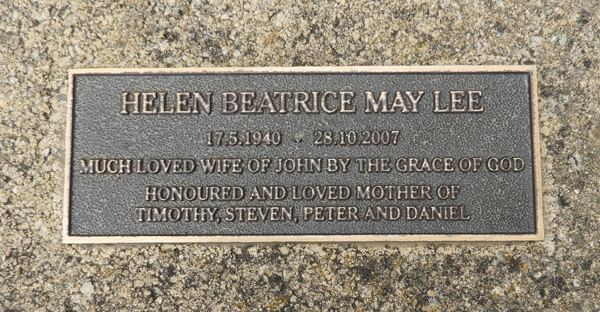 HELEN BEATRICE MAY LEE
17.5.1940 - 28.10.2007
MUCH LOVED WIFE OF JOHN BY THE GRACE OF GOD
HONOURED AND LOVED MOTHER OF
TIMOTHY, STEVEN, PETER AND DANIEL